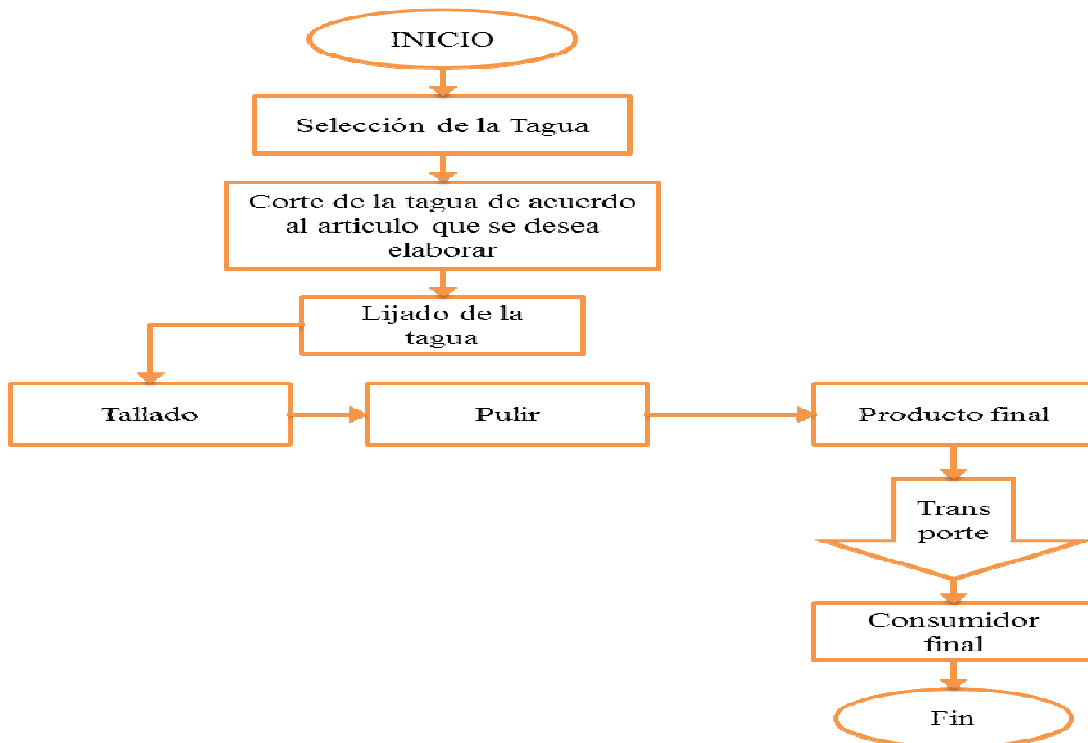 INICIO
Selección de la Tagua
Corte de la tagua de acuerdo
al articulo que se desea
elaborar
Lijado de la
tagua
Tallado
Pulir
Producto final
Trans
porte
Consumidor
final
Fin